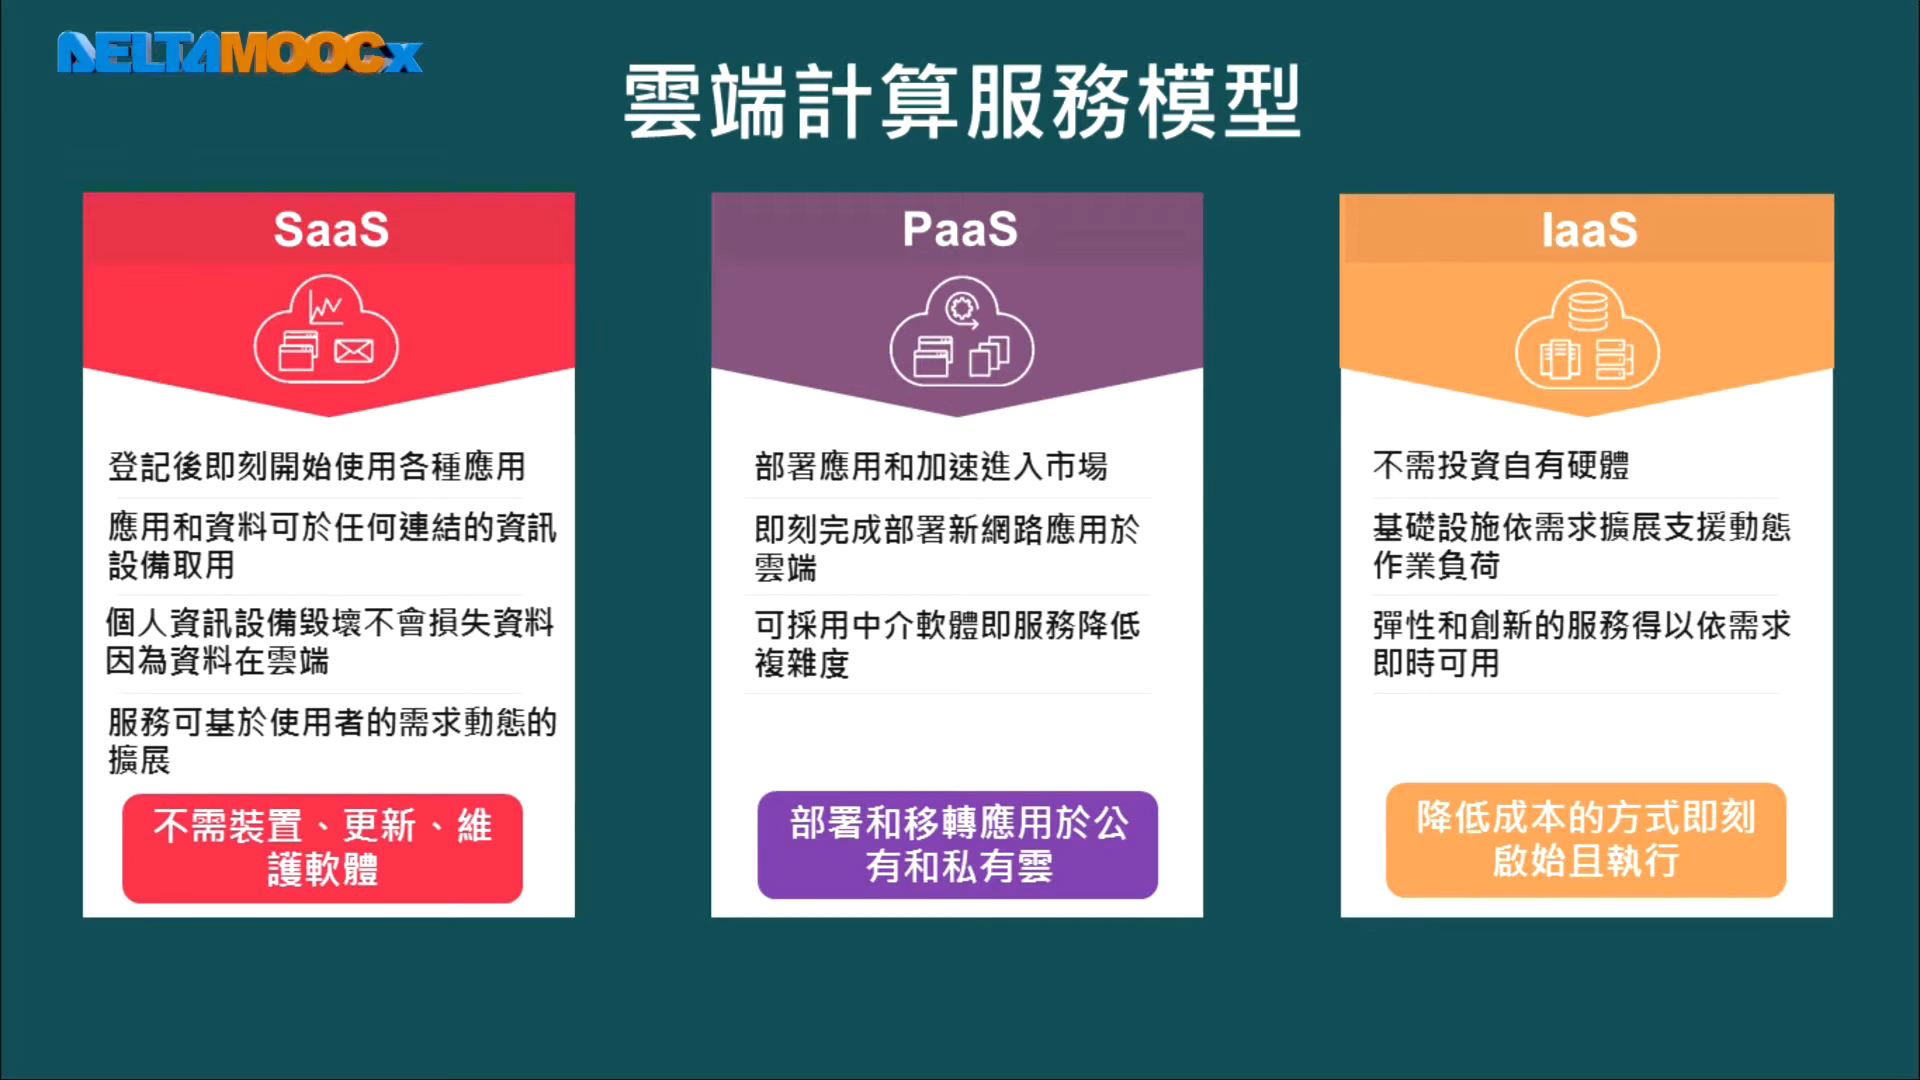 DELTAMOOCx
雲端計算服務模型
SaaS
登記後即刻開始使用各種應用
應用和資料可於任何連結的資訊
設備取用
個人資訊設備毀壞不會損失資料
因為資料在雲端
服務可基於使用者的需求動態的
擴展
不需裝置、更新、維
護軟體
PaaS
部署應用和加速進入市場
即刻完成部署新網路應用於
雲端
可採用中介軟體即服務降低
複雜度
部署和移轉應用於公
有和私有雲
IaaS
不需投資自有硬體
基礎設施依需求擴展支援動態
作業負荷
彈性和創新的服務得以依需求
即時可用
降低成本的方式即刻
啟始且執行